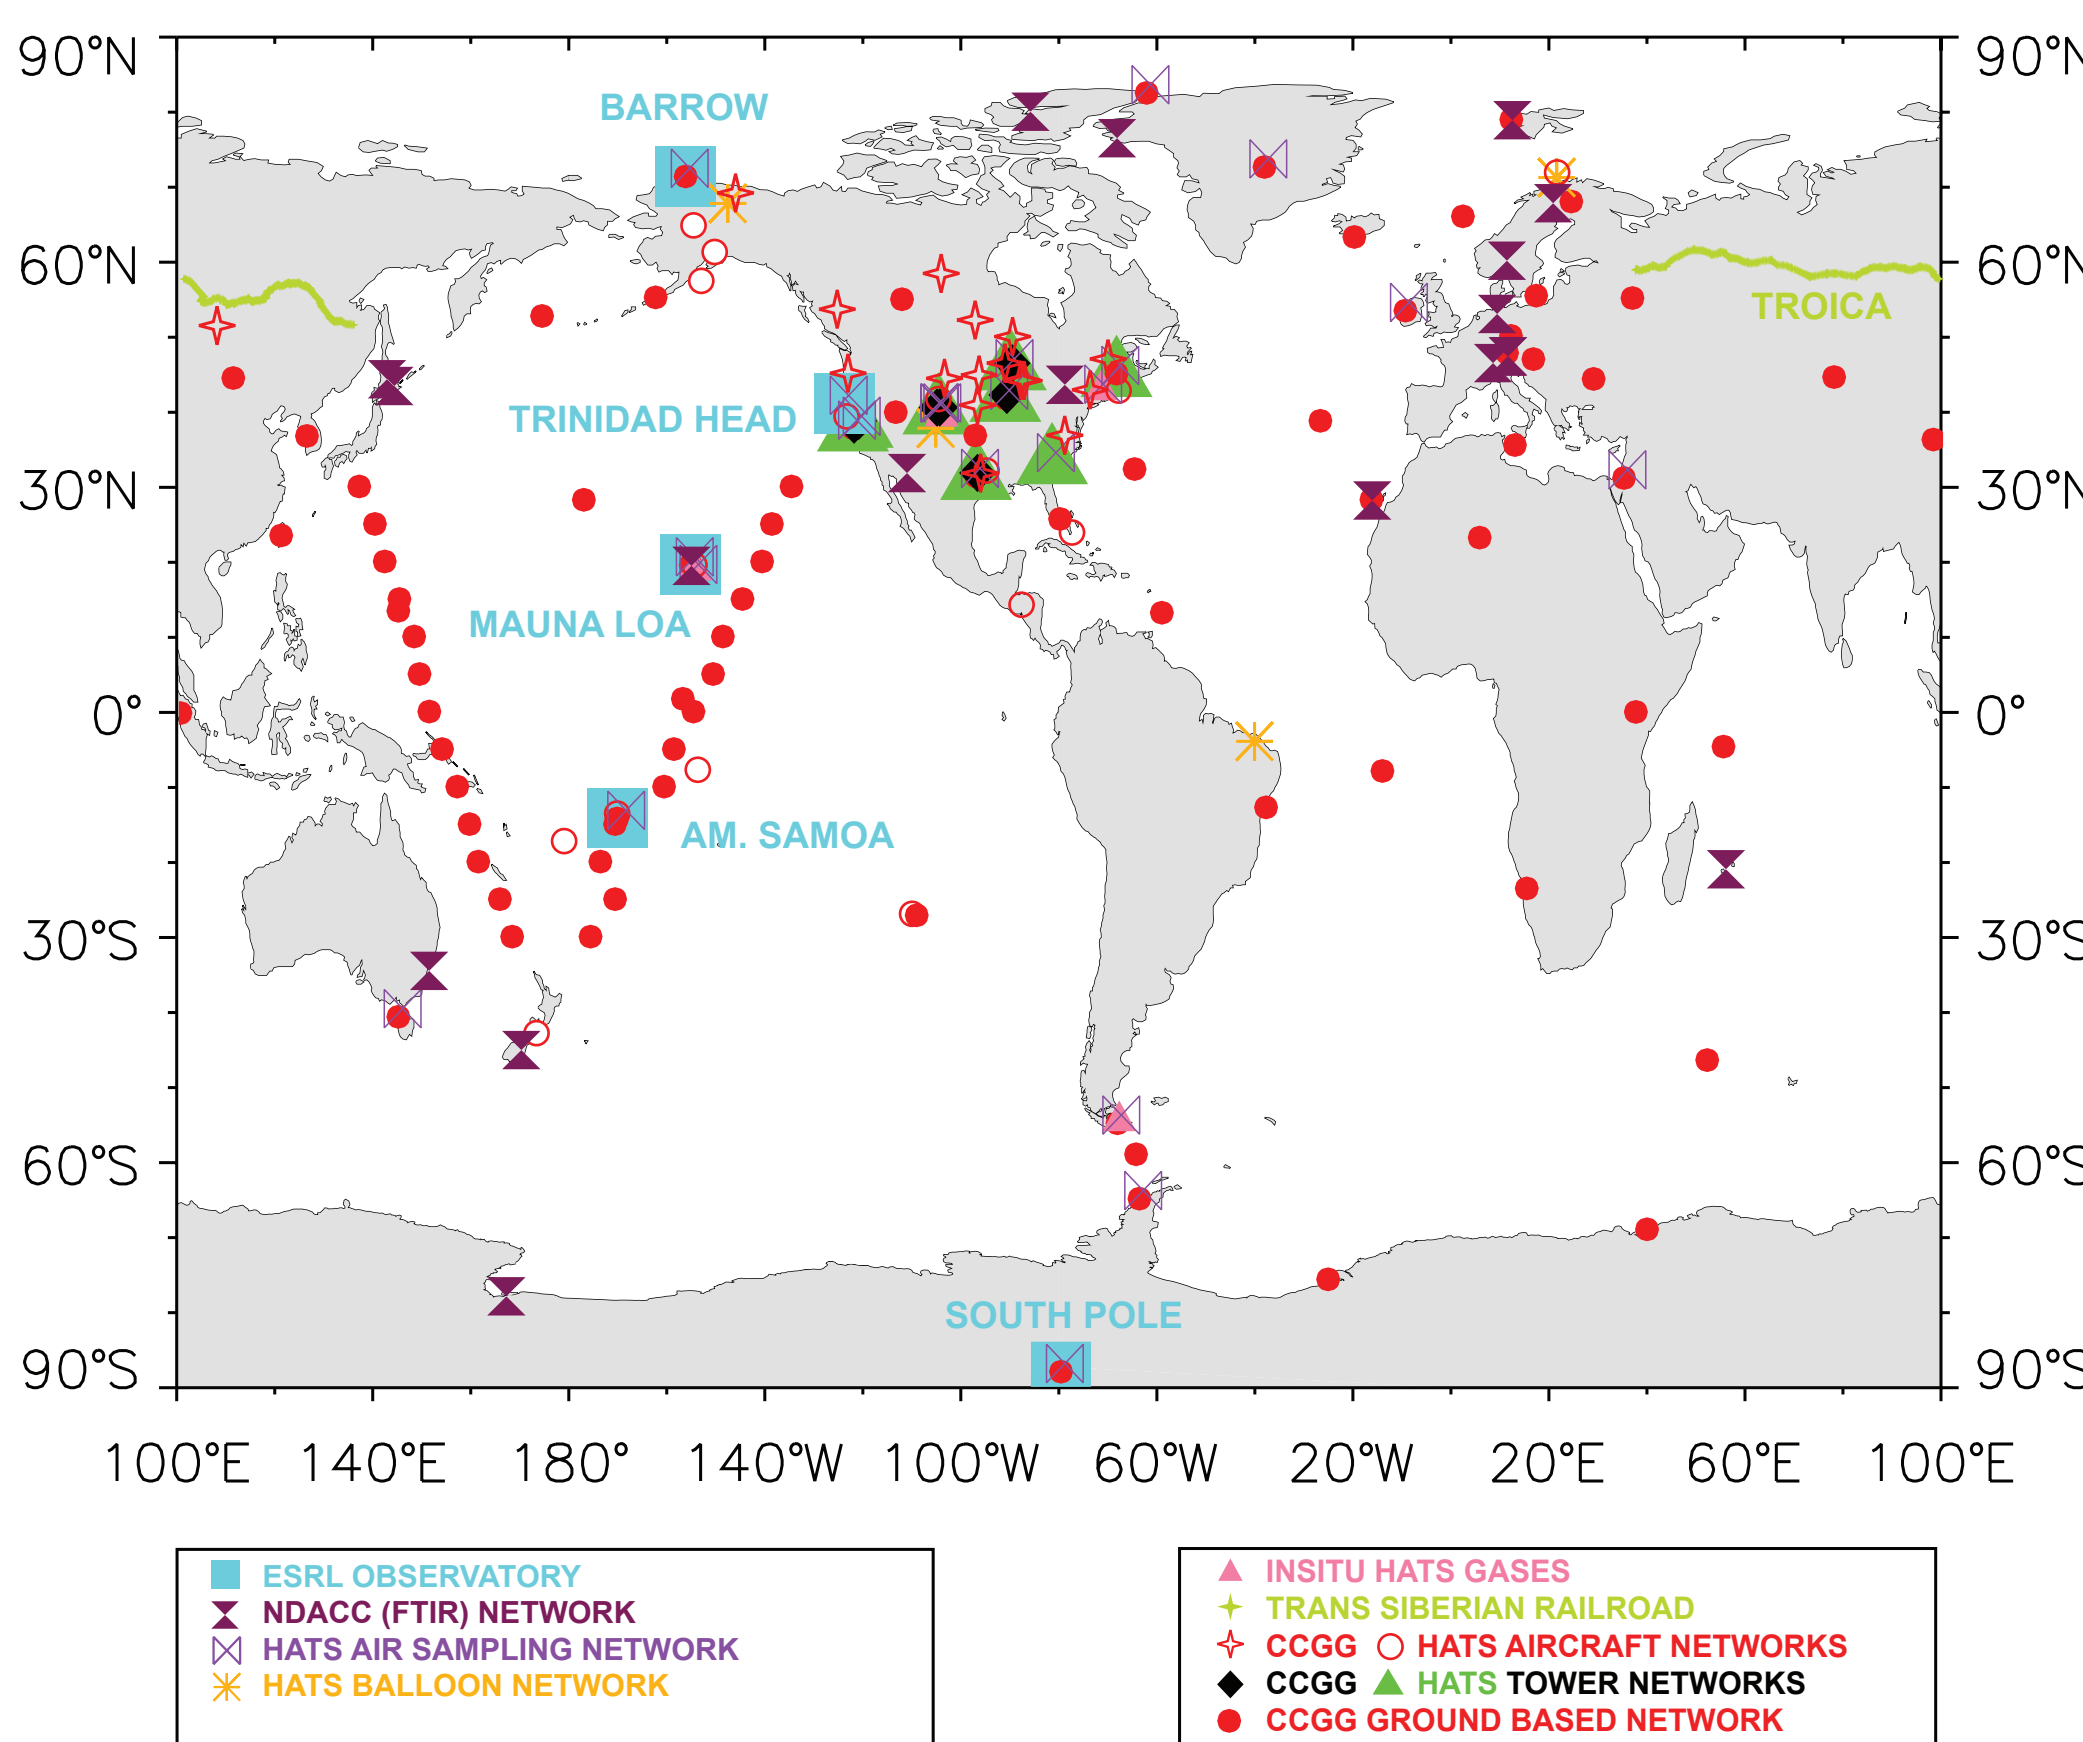 90°N 90°N
BARROW
60°N 60°N
TROICA
TRINIDAD HEAD
30°N 30°N
MAUNA LOA
0° 0°
AM. SAMOA
30°S 30°S
60°S 60°S
SOUTH POLE
90°S 90°S
100°E 140°E 180° 140°W 100°W 60°W 20°W 20°E 60°E 100°E
ESRL OBSERVATORY
NDACC (FTIR) NETWORK
HATS AIR SAMPLING NETWORK
HATS BALLOON NETWORK
INSITU HATS GASES
TRANS SIBERIAN RAILROAD
CCGG HATS AIRCRAFT NETWORKS
CCGG HATS TOWER NETWORKS
CCGG GROUND BASED NETWORK